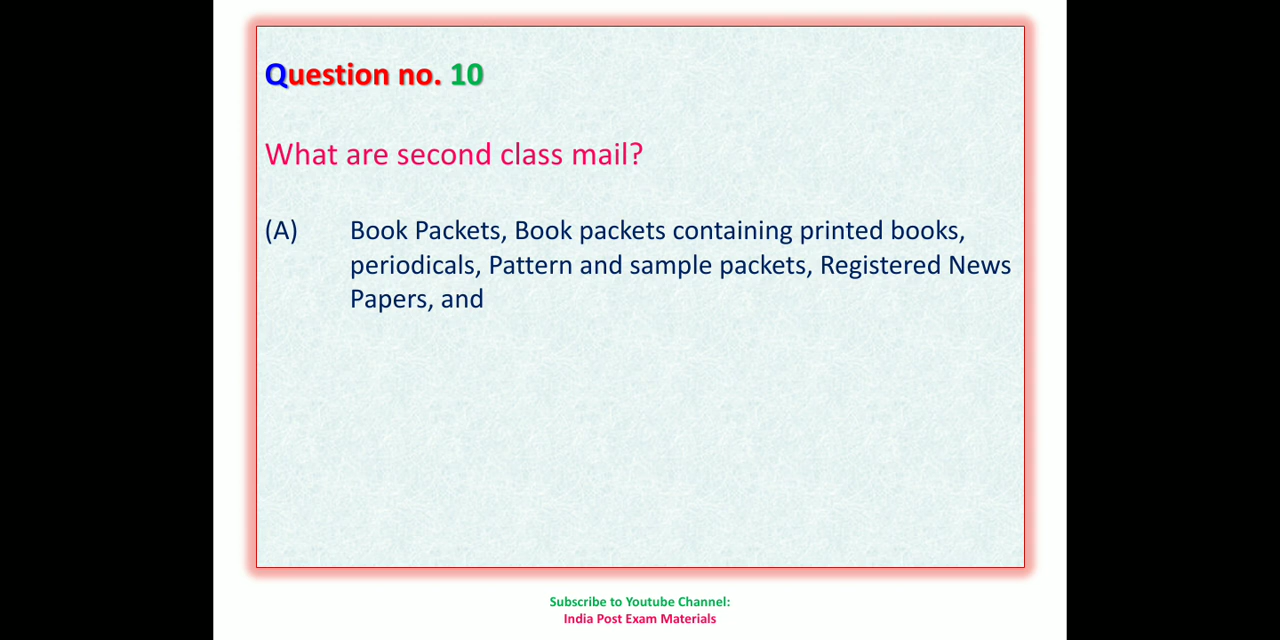 Question no. 10
What are second class mail?
(A) Book Packets, Book packets containing printed books,
periodicals, Pattern and sample packets, Registered News
Papers, and
Subscribe to Youtube Channel:
India Post Exam Materials